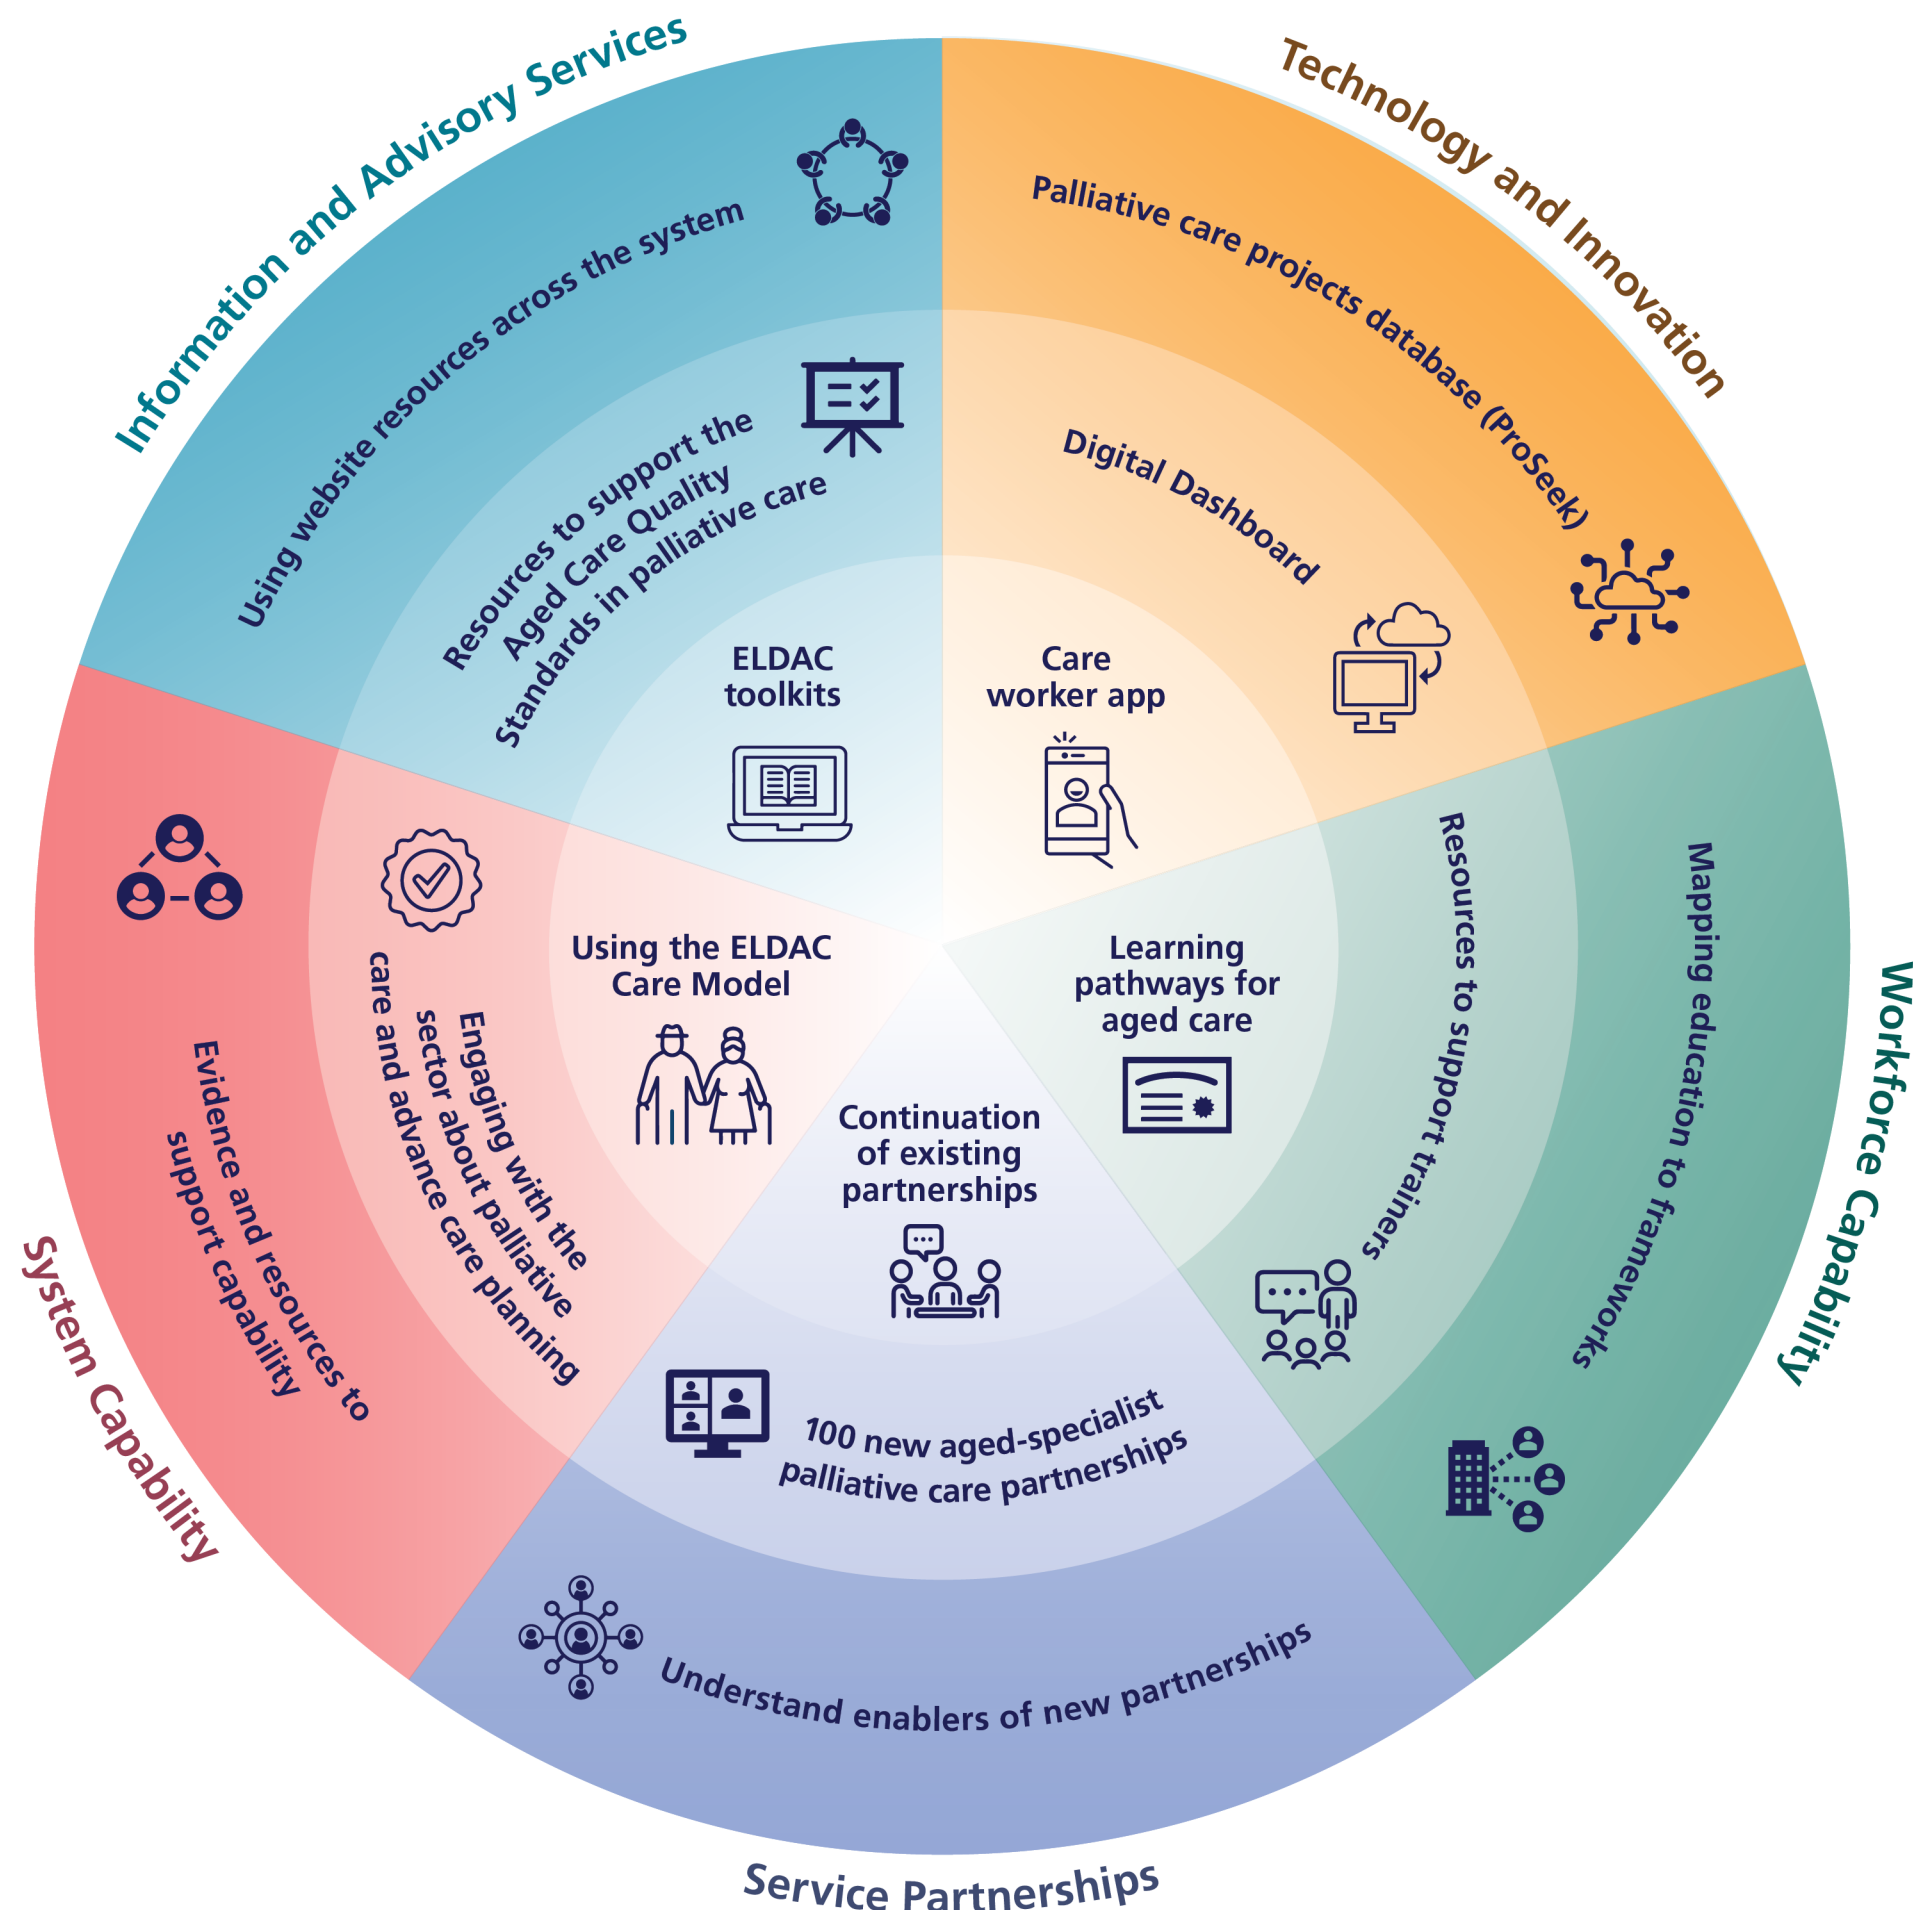 Information and Advisory Services
Using website resources across the system
Resources to support the
Aged Care Quality
Standards in palliative care
ELDAC
toolkits
Technology and Innovation
Palliative care projects database (ProSeek)
Digital Dashboard
Care
worker app
Workforce Capability
Mapping education to frameworks
Resources to support trainers
Learning
pathways for
aged care
Service Partnerships
Understand enablers of new partnerships
100 new aged-specialist
palliative care partnerships
Continuation
of existing
partnerships
System Capability
Evidence and resources to
support capability
Engaging with the
sector about palliative
care and advance care planning
Using the ELDAC
Care Model